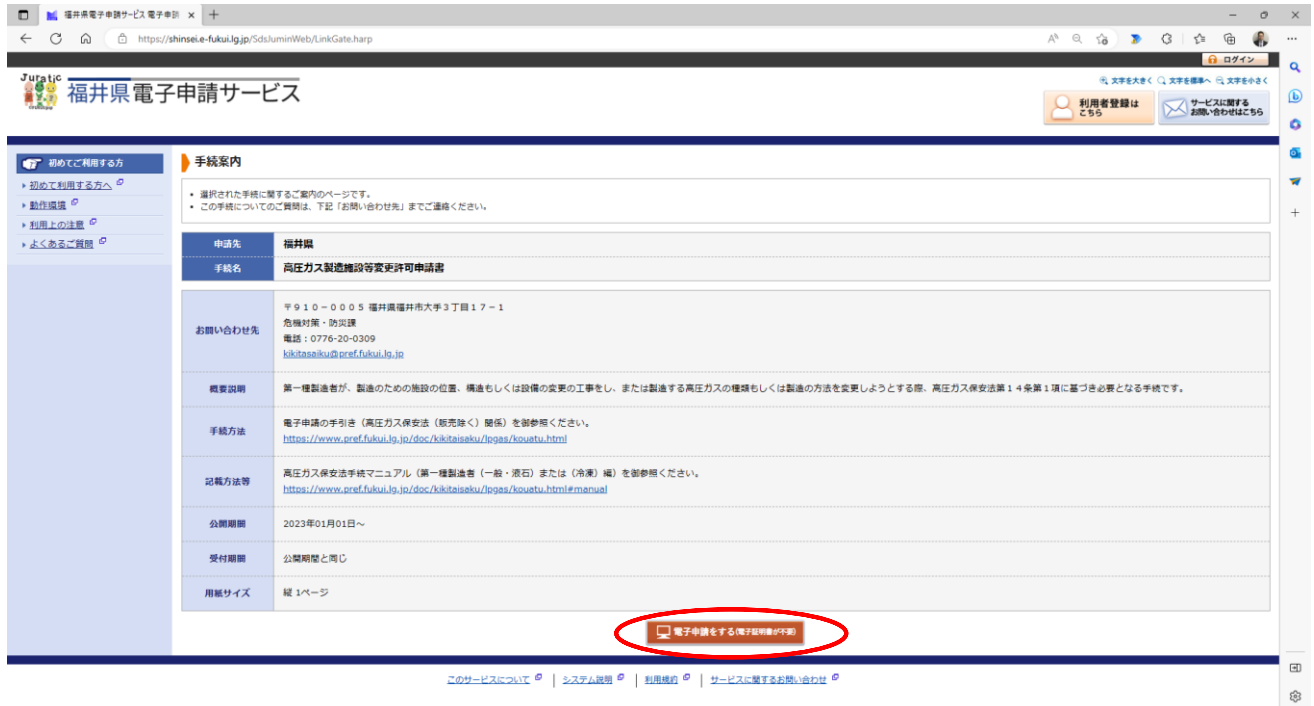 福井県電子申請サービス 電子申請
https://shinsei.e-fukui.lg.jp/SdsJuminWeb/LinkGate.harp
ログイン
Juratic
福井県電子申請サービス
文字を大きく 文字を標準へ 文字を小さく
利用者登録は
こちら
サービスに関する
お問い合わせはこちら
初めてご利用する方
初めて利用する方へ
動作環境
利用上の注意
よくあるご質問
手続案内
• 選択された手続に関するご案内のページです。
• この手続についてのご質問は、下記「お問い合わせ先」までご連絡ください。
申請先 福井県
手続名 高圧ガス製造施設等変更許可申請書
お問い合わせ先
〒910-0005 福井県福井市大手3丁目17-1
危機対策・防災課
電話：0776-20-0309
kikitasaiku@pref.fukui.lg.jp
概要説明 第一種製造者が、製造のための施設の位置、構造もしくは設備の変更の工事をし、または製造する高圧ガスの種類もしくは製造の方法を変更しようとする際、高圧ガス保安法第14条第1項に基づき必要となる手続です。
手続方法
電子申請の手引き（高圧ガス保安法（販売除く）関係）を御参照ください。
https://www.pref.fukui.lg.jp/doc/kikitaisaku/lpgas/kouatu.html
記載方法等
高圧ガス保安法手続マニュアル（第一種製造者（一般・液石）または（冷凍）編）を御参照ください。
https://www.pref.fukui.lg.jp/doc/kikitaisaku/lpgas/kouatu.html#manual
公開期間 2023年01月01日～
受付期間 公開期間と同じ
用紙サイズ 縦 1ページ
電子申請をする(電子証明書が不要)
このサービスについて | システム説明 | 利用規約 | サービスに関するお問い合わせ